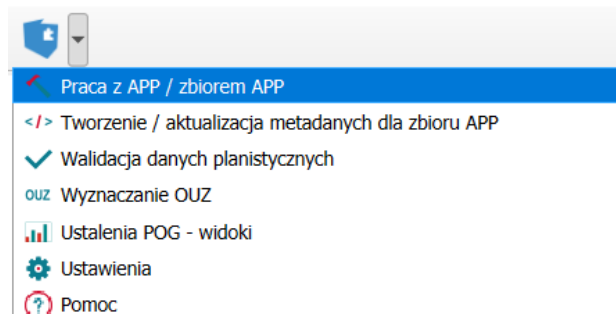 Praca z APP / zbiorem APP
</> Tworzenie / aktualizacja metadanych dla zbioru APP
Walidacja danych planistycznych
OUZ Wyznaczanie OUZ
Ustalenia POG - widoki
Ustawienia
? Pomoc